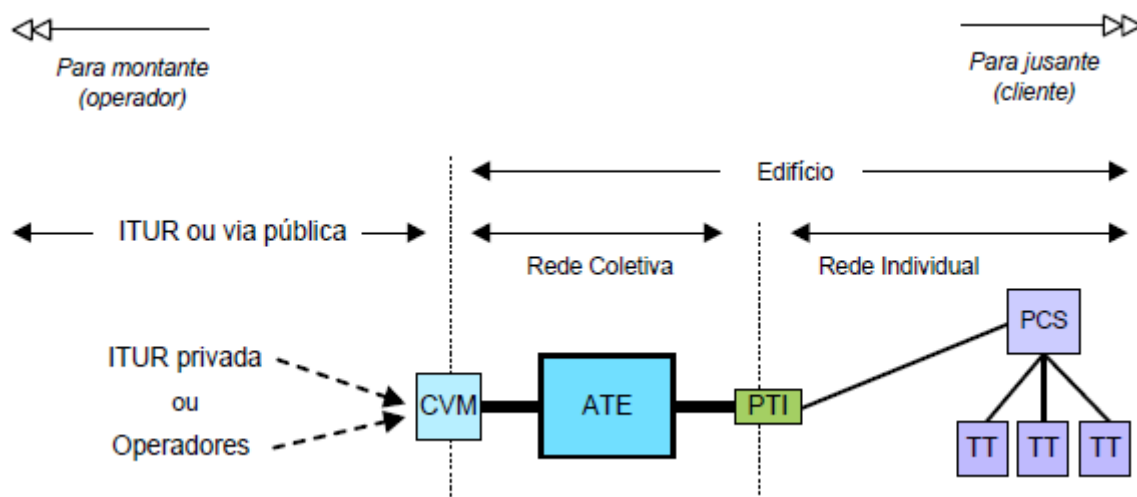 Para montante
(operador)
Para jusante
(cliente)
Edifício
ITUR ou via pública
Rede Coletiva
Rede Individual
PCS
ITUR privada
ou
Operadores
CVM
ATE
PTI
TT
TT
TT